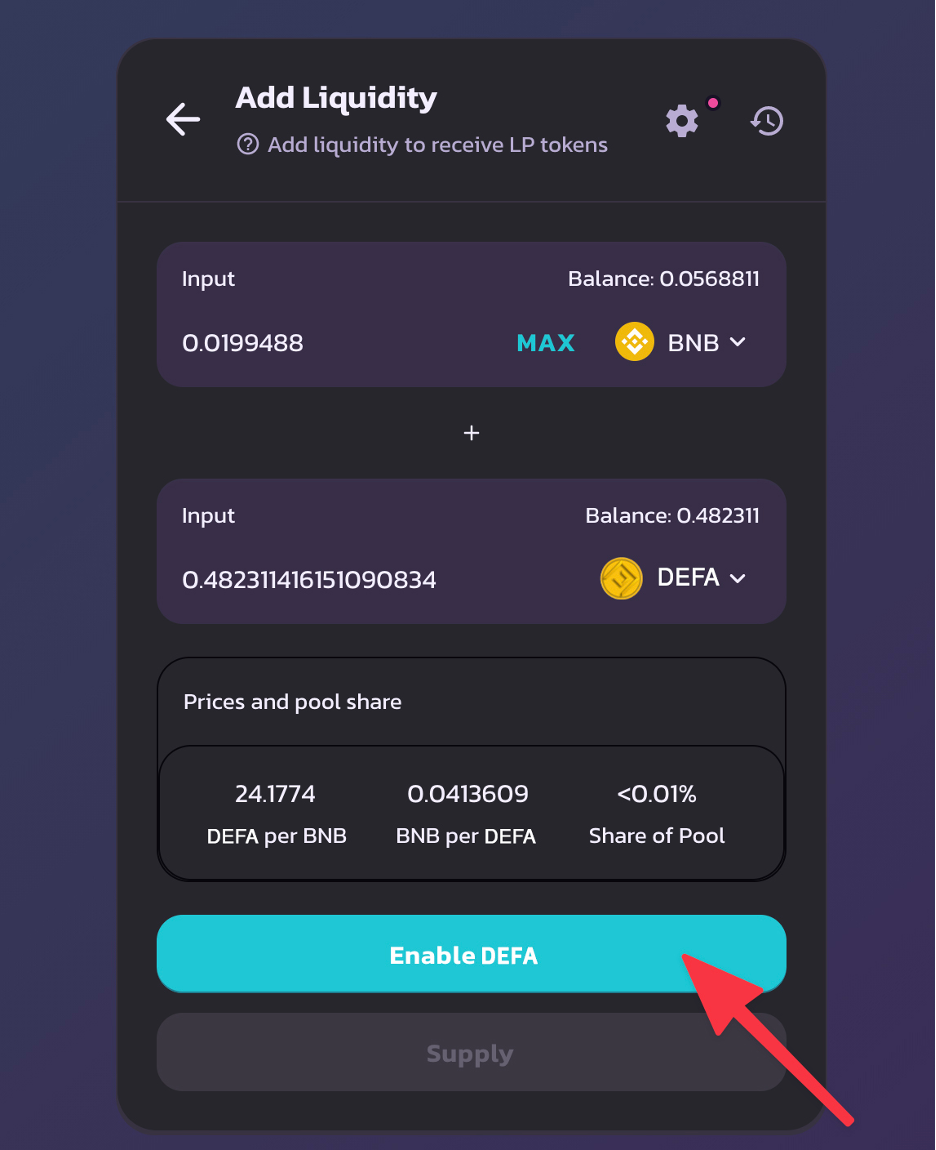 Add Liquidity
Add liquidity to receive LP tokens
Input
Balance: 0.0568811
0.0199488
MAX
BNB
+
Input
Balance: 0.482311
0.482311416151090834
DEFA
Prices and pool share
24.1774
0.0413609
<0.01%
DEFA per BNB
BNB per DEFA
Share of Pool
Enable DEFA
Supply